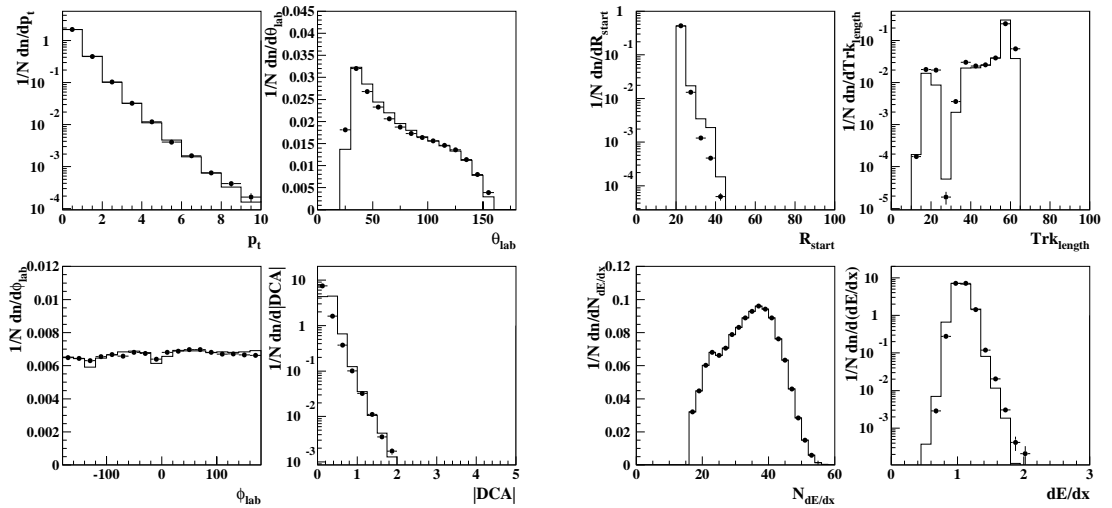 1/N dn/dp_t
1
10 -1
10 -2
10 -3
10 -4
0 2 4 6 8 10
p_t
1/N dn/dθ_lab
0.045
0.04
0.035
0.03
0.025
0.02
0.015
0.01
0.005
0
0 50 100 150
θ_lab
1/N dn/dR_start
1
10 -1
10 -2
10 -3
10 -4
0 20 40 60 80 100
R_start
1/N dn/dTrk_length
10 -1
10 -2
10 -3
10 -4
10 -5
0 20 40 60 80 100
Trk_length
1/N dn/dϕ_lab
0.012
0.01
0.008
0.006
0.004
0.002
0
-100 0 100
ϕ_lab
1/N dn/d|DCA|
10
1
10 -1
10 -2
10 -3
0 1 2 3 4 5
|DCA|
1/N dn/dN_dE/dx
0.12
0.1
0.08
0.06
0.04
0.02
0
0 20 40 60
N_dE/dx
1/N dn/d(dE/dx)
10
1
10 -1
10 -2
10 -3
0 1 2 3
dE/dx